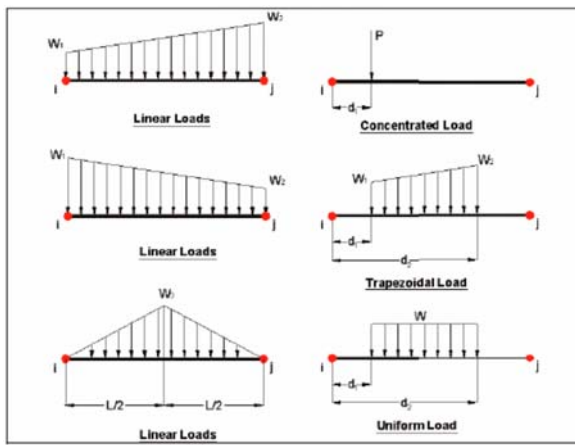 W₁
W₂
i
j
Linear Loads
P
i
j
d₁
Concentrated Load
W₁
W₂
i
j
Linear Loads
W₁
W₂
i
j
d₁
d₂
Trapezoidal Load
i
j
L/2
L/2
Linear Loads
W
i
j
d₁
d₂
Uniform Load